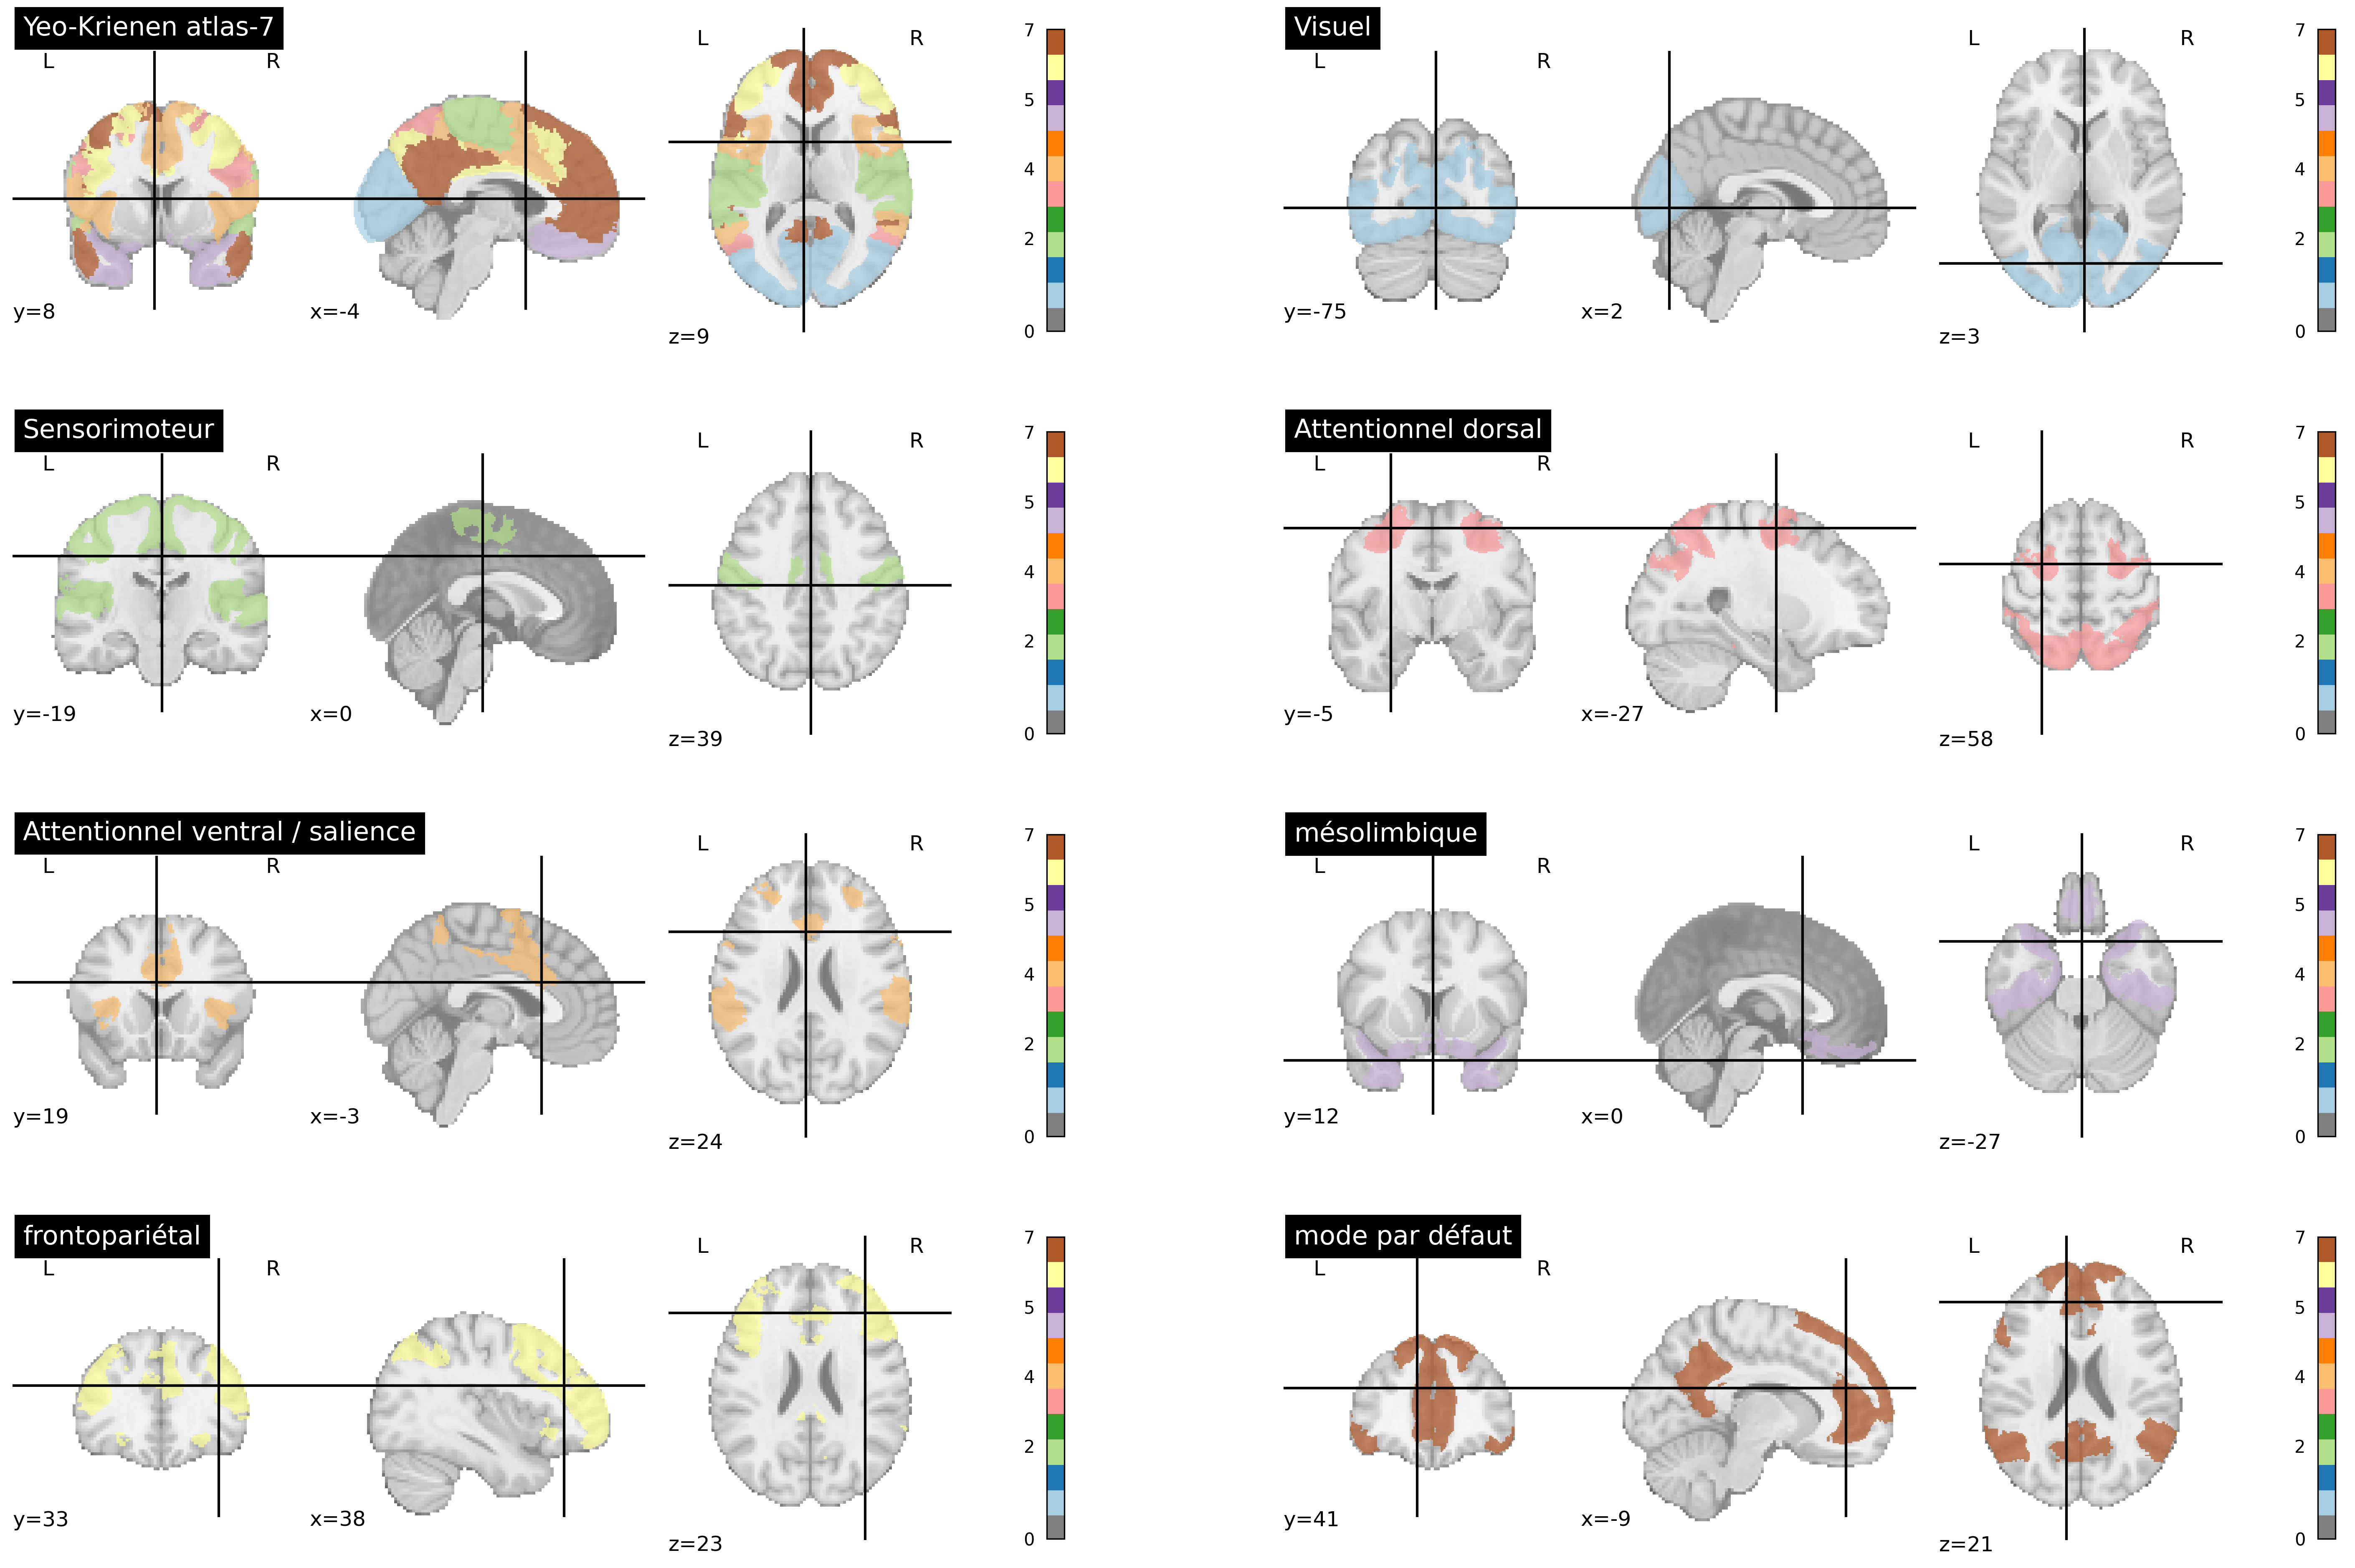 Yeo-Krienen atlas-7
L R L R
y=8 x=-4 z=9
7
5
4
2
0
Visuel
L R L R
y=-75 x=2 z=3
7
5
4
2
0
Sensorimoteur
L R L R
y=-19 x=0 z=39
7
5
4
2
0
Attentionnel dorsal
L R L R
y=-5 x=-27 z=58
7
5
4
2
0
Attentionnel ventral / salience
L R L R
y=19 x=-3 z=24
7
5
4
2
0
mésolimbique
L R L R
y=12 x=0 z=-27
7
5
4
2
0
frontopariétal
L R L R
y=33 x=38 z=23
7
5
4
2
0
mode par défaut
L R L R
y=41 x=-9 z=21
7
5
4
2
0